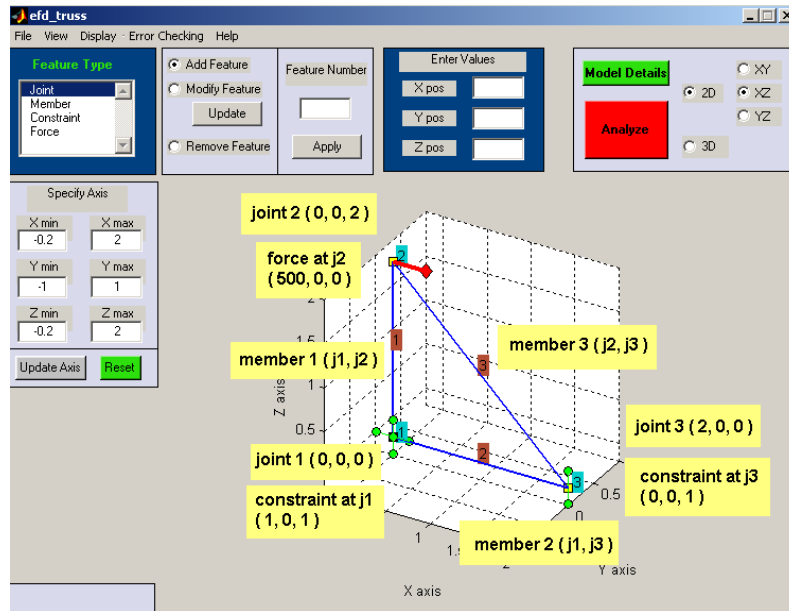 efd_truss
File View Display Error Checking Help
Feature Type
Joint
Member
Constraint
Force
Add Feature
Modify Feature
Update
Remove Feature
Feature Number
Apply
Enter Values
X pos
Y pos
Z pos
Model Details
Analyze
2D
3D
XY
XZ
YZ
Specify Axis
X min X max
-0.2 2
Y min Y max
-1 1
Z min Z max
-0.2 2
Update Axis Reset
joint 2 ( 0, 0, 2 )
force at j2
( 500, 0, 0 )
2
2
1.5
member 1 ( j1, j2 )
1
member 3 ( j2, j3 )
3
1
Z axis
0.5
1
joint 1 ( 0, 0, 0 )
2
joint 3 ( 2, 0, 0 )
3
constraint at j1
( 1, 0, 1 )
constraint at j3
( 0, 0, 1 )
0.5
0
1
member 2 ( j1, j3 )
X axis
Y axis